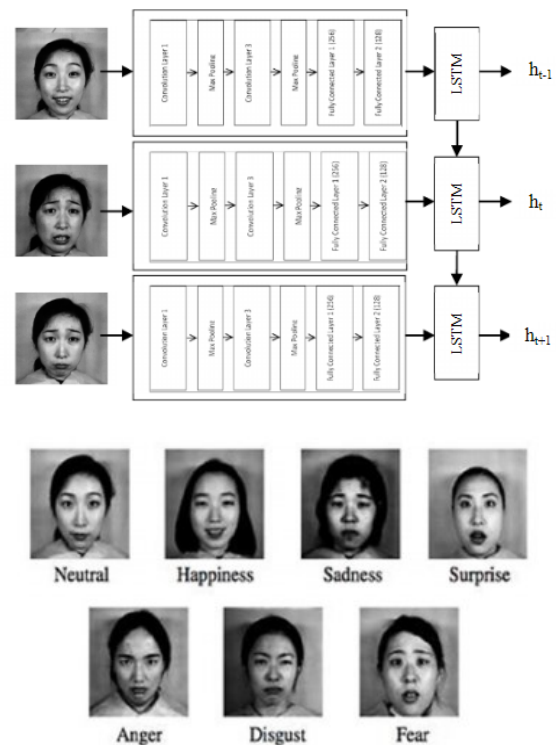 Convolution Layer 1
Max Pooling
Convolution Layer 3
Max Pooling
Fully Connected Layer 1 (256)
Fully Connected Layer 2 (128)
LSTM
h t-1
Convolution Layer 1
Max Pooling
Convolution Layer 3
Max Pooling
Fully Connected Layer 1 (256)
Fully Connected Layer 2 (128)
LSTM
h t
Convolution Layer 1
Max Pooling
Convolution Layer 3
Max Pooling
Fully Connected Layer 1 (256)
Fully Connected Layer 2 (128)
LSTM
h t+1
Neutral Happiness Sadness Surprise
Anger Disgust Fear